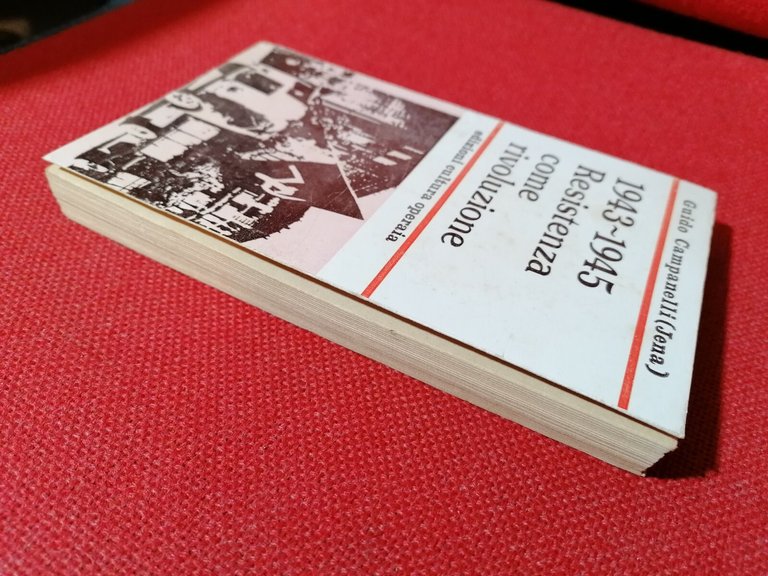 Guido Campanelli (Jena)
1943~1945
Resistenza
come
rivoluzione
edizioni cultura operaia